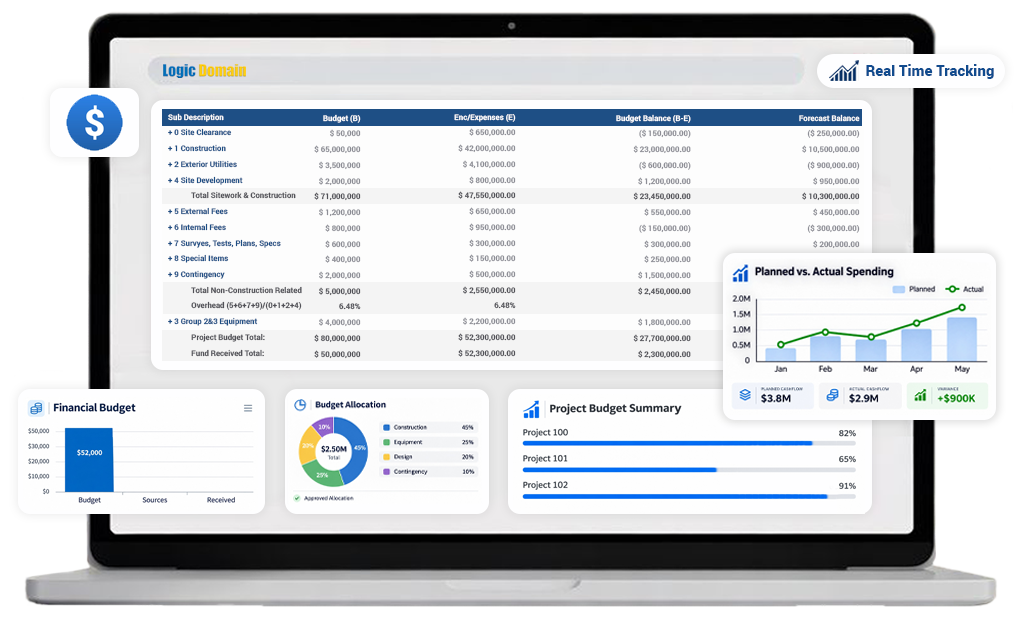 Logic Domain
Real Time Tracking
$
Sub Description Budget (B) Enc/Expenses (E) Budget Balance (B-E) Forecast Balance
+ 0 Site Clearance $ 50,000 $ 650,000.00 ($ 150,000.00) ($ 250,000.00)
+ 1 Construction $ 65,000,000 $ 42,000,000.00 $ 23,000,000.00 $ 10,500,000.00
+ 2 Exterior Utilities $ 3,500,000 $ 4,100,000.00 ($ 600,000.00) ($ 900,000.00)
+ 4 Site Development $ 2,000,000 $ 800,000.00 $ 1,200,000.00 $ 950,000.00
Total Sitework & Construction $ 71,000,000 $ 47,550,000.00 $ 23,450,000.00 $ 10,300,000.00
+ 5 External Fees $ 1,200,000 $ 650,000.00 $ 550,000.00 $ 450,000.00
+ 6 Internal Fees $ 800,000 $ 950,000.00 ($ 150,000.00) ($ 300,000.00)
+ 7 Survyes, Tests, Plans, Specs $ 600,000 $ 300,000.00 $ 300,000.00 $ 200,000.00
+ 8 Special Items $ 400,000 $ 150,000.00 $ 250,000.00
+ 9 Contingency $ 2,000,000 $ 500,000.00 $ 1,500,000.00
Total Non-Construction Related $ 5,000,000 $ 2,550,000.00 $ 2,450,000.00
Overhead (5+6+7+9)/(0+1+2+4) 6.48% 6.48%
+ 3 Group 2&3 Equipment $ 4,000,000 $ 2,200,000.00 $ 1,800,000.00
Project Budget Total: $ 80,000,000 $ 52,300,000.00 $ 27,700,000.00
Fund Received Total: $ 50,000,000 $ 52,300,000.00 $ 2,300,000.00
Planned vs. Actual Spending
Planned Actual
2.0M
1.5M
1.0M
0.5M
0
Jan Feb Mar Apr May
PLANNED CASHFLOW
$3.8M
ACTUAL CASHFLOW
$2.9M
VARIANCE
+$900K
Financial Budget
$50,000
$30,000
$20,000
$10,000
$0
$52,000
Budget Sources Received
Budget Allocation
10%
20%
45%
25%
$2.50M
Total
Construction 45%
Equipment 25%
Design 20%
Contingency 10%
Approved Allocation
Project Budget Summary
Project 100 82%
Project 101 65%
Project 102 91%